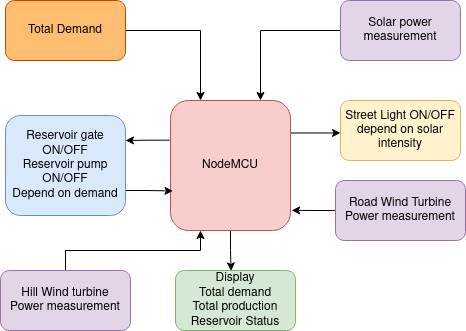 Total Demand
Solar power
measurement
Reservoir gate
ON/OFF
Reservoir pump
ON/OFF
Depend on demand
NodeMCU
Street Light ON/OFF
depend on solar
intensity
Road Wind Turbine
Power measurement
Hill Wind turbine
Power measurement
Display
Total demand
Total production
Reservoir Status